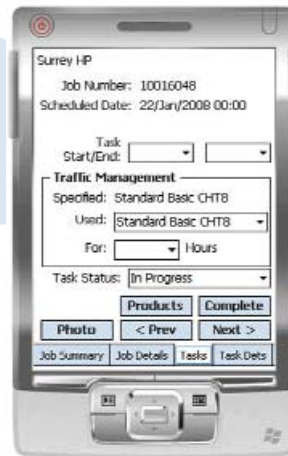 Surrey HP
Job Number: 10016048
Scheduled Date: 22/Jan/2008 00:00
Task
Start/End:
Traffic Management
Specified: Standard Basic CHT8
Used: Standard Basic CHT8
For: Hours
Task Status: In Progress
Products Complete
Photo < Prev Next >
Job Summary Job Details Tasks Task Dets